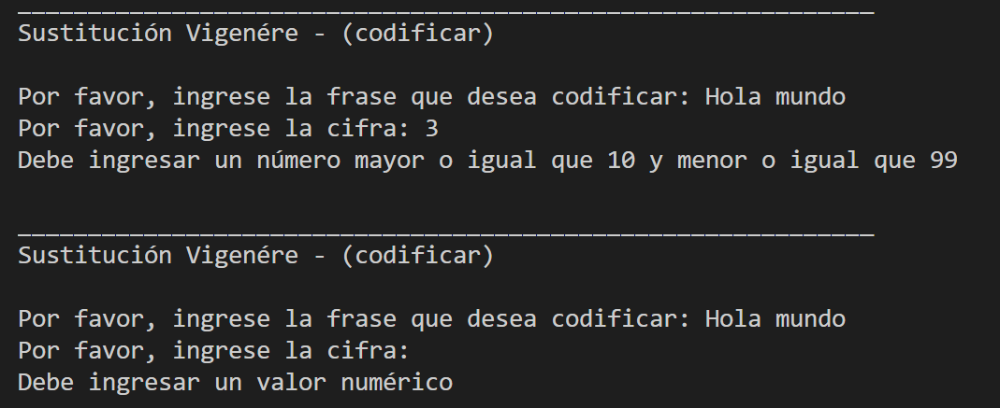 _____________________________________________________________
Sustitución Vigenére - (codificar)
Por favor, ingrese la frase que desea codificar: Hola mundo
Por favor, ingrese la cifra: 3
Debe ingresar un número mayor o igual que 10 y menor o igual que 99
_____________________________________________________________
Sustitución Vigenére - (codificar)
Por favor, ingrese la frase que desea codificar: Hola mundo
Por favor, ingrese la cifra:
Debe ingresar un valor numérico